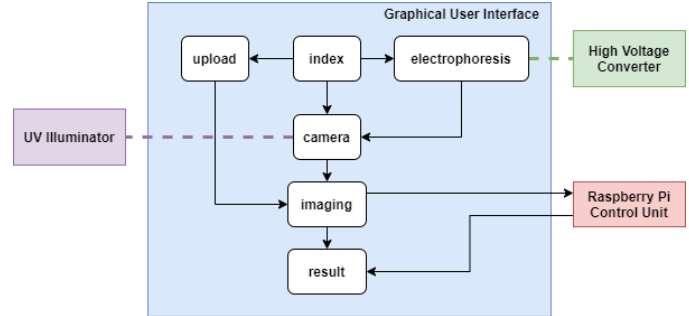 Graphical User Interface
upload
index
electrophoresis
High Voltage
Converter
UV Illuminator
camera
imaging
Raspberry Pi
Control Unit
result